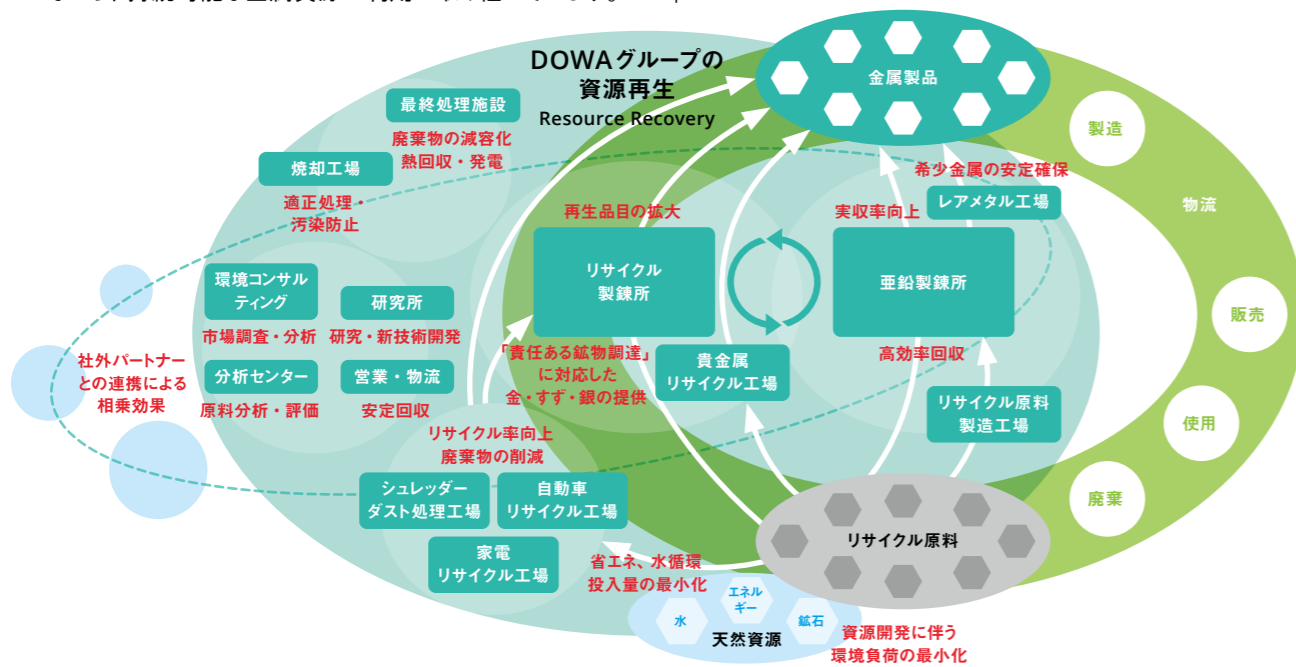 DOWAグループの
資源再生
Resource Recovery
金属製品
最終処理施設
廃棄物の減容化
熱回収・発電
焼却工場
適正処理・
汚染防止
製造
物流
販売
使用
廃棄
希少金属の安定確保
レアメタル工場
再生品目の拡大
実収率向上
リサイクル
製錬所
亜鉛製錬所
環境コンサル
ティング
市場調査・分析
研究所
研究・新技術開発
社外パートナー
との連携による
相乗効果
分析センター
原料分析・評価
営業・物流
安定回収
「責任ある鉱物調達」
に対応した
金・すず・銀の提供
貴金属
リサイクル工場
高効率回収
リサイクル原料
製造工場
リサイクル率向上
廃棄物の削減
シュレッダー
ダスト処理工場
自動車
リサイクル工場
家電
リサイクル工場
リサイクル原料
省エネ、水循環
投入量の最小化
水
エネル
ギー
鉱石
天然資源
資源開発に伴う
環境負荷の最小化